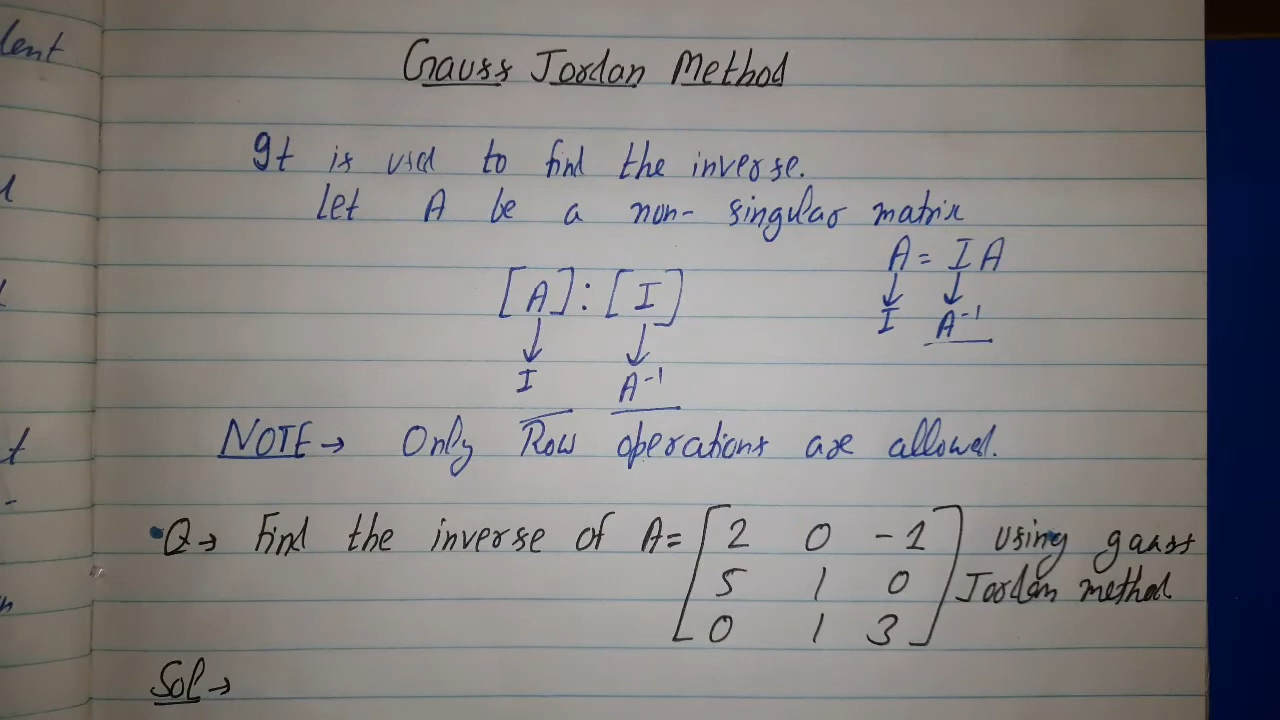 lent
Gauss Jordan Method
It is used to find the inverse.
Let A be a non-singular matrix
A = I A
↓ ↓
I A⁻¹
[A] : [I]
↓ ↓
I A⁻¹
NOTE → Only Row operations are allowed.
Q → Find the inverse of A = [2 0 -1 using gauss
5 1 0 Jordan method
0 1 3]
Sol →